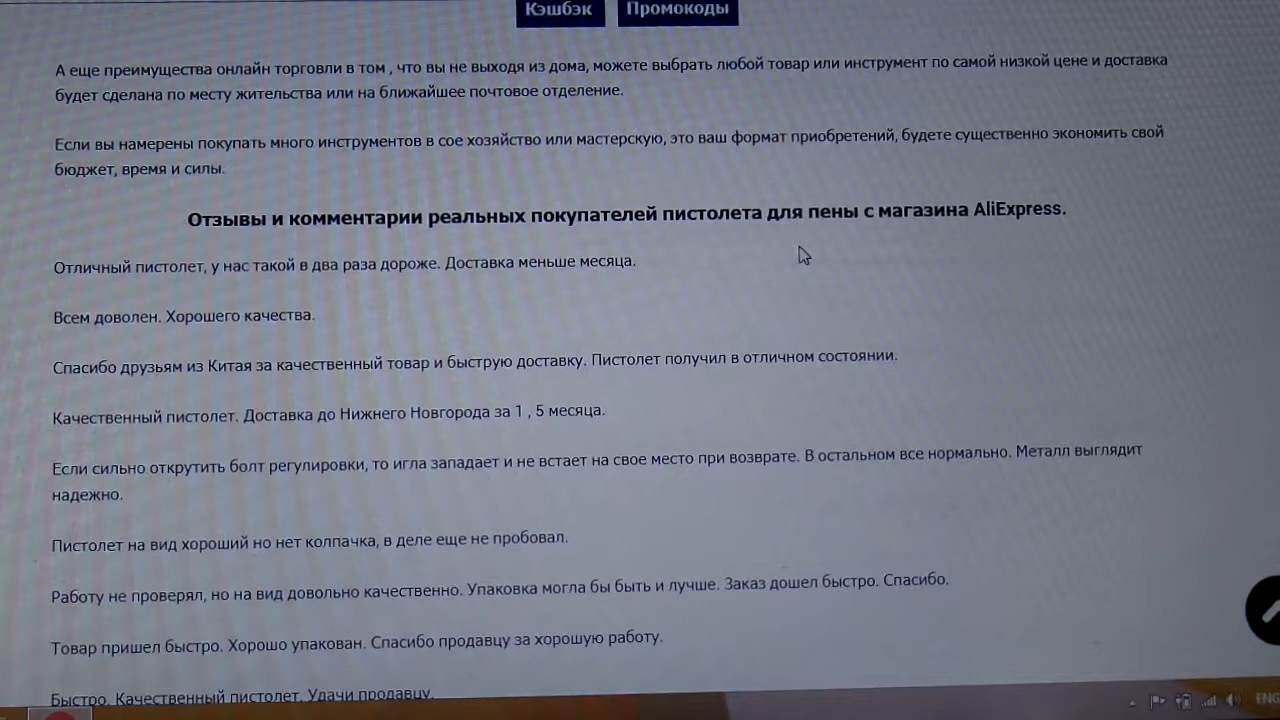 Кэшбэк Промокоды
А еще преимущества онлайн торговли в том , что вы не выходя из дома, можете выбрать любой товар или инструмент по самой низкой цене и доставка
будет сделана по месту жительства или на ближайшее почтовое отделение.
Если вы намерены покупать много инструментов в сое хозяйство или мастерскую, это ваш формат приобретений, будете существенно экономить свой
бюджет, время и силы.
Отзывы и комментарии реальных покупателей пистолета для пены с магазина AliExpress.
Отличный пистолет, у нас такой в два раза дороже. Доставка меньше месяца.
Всем доволен. Хорошего качества.
Спасибо друзьям из Китая за качественный товар и быструю доставку. Пистолет получил в отличном состоянии.
Качественный пистолет. Доставка до Нижнего Новгорода за 1 , 5 месяца.
Если сильно открутить болт регулировки, то игла западает и не встает на свое место при возврате. В остальном все нормально. Металл выглядит
надежно.
Пистолет на вид хороший но нет колпачка, в деле еще не пробовал.
Работу не проверял, но на вид довольно качественно. Упаковка могла бы быть и лучше. Заказ дошел быстро. Спасибо.
Товар пришел быстро. Хорошо упакован. Спасибо продавцу за хорошую работу.
Быстро. Качественный пистолет. Удачи продавцу.
ENG